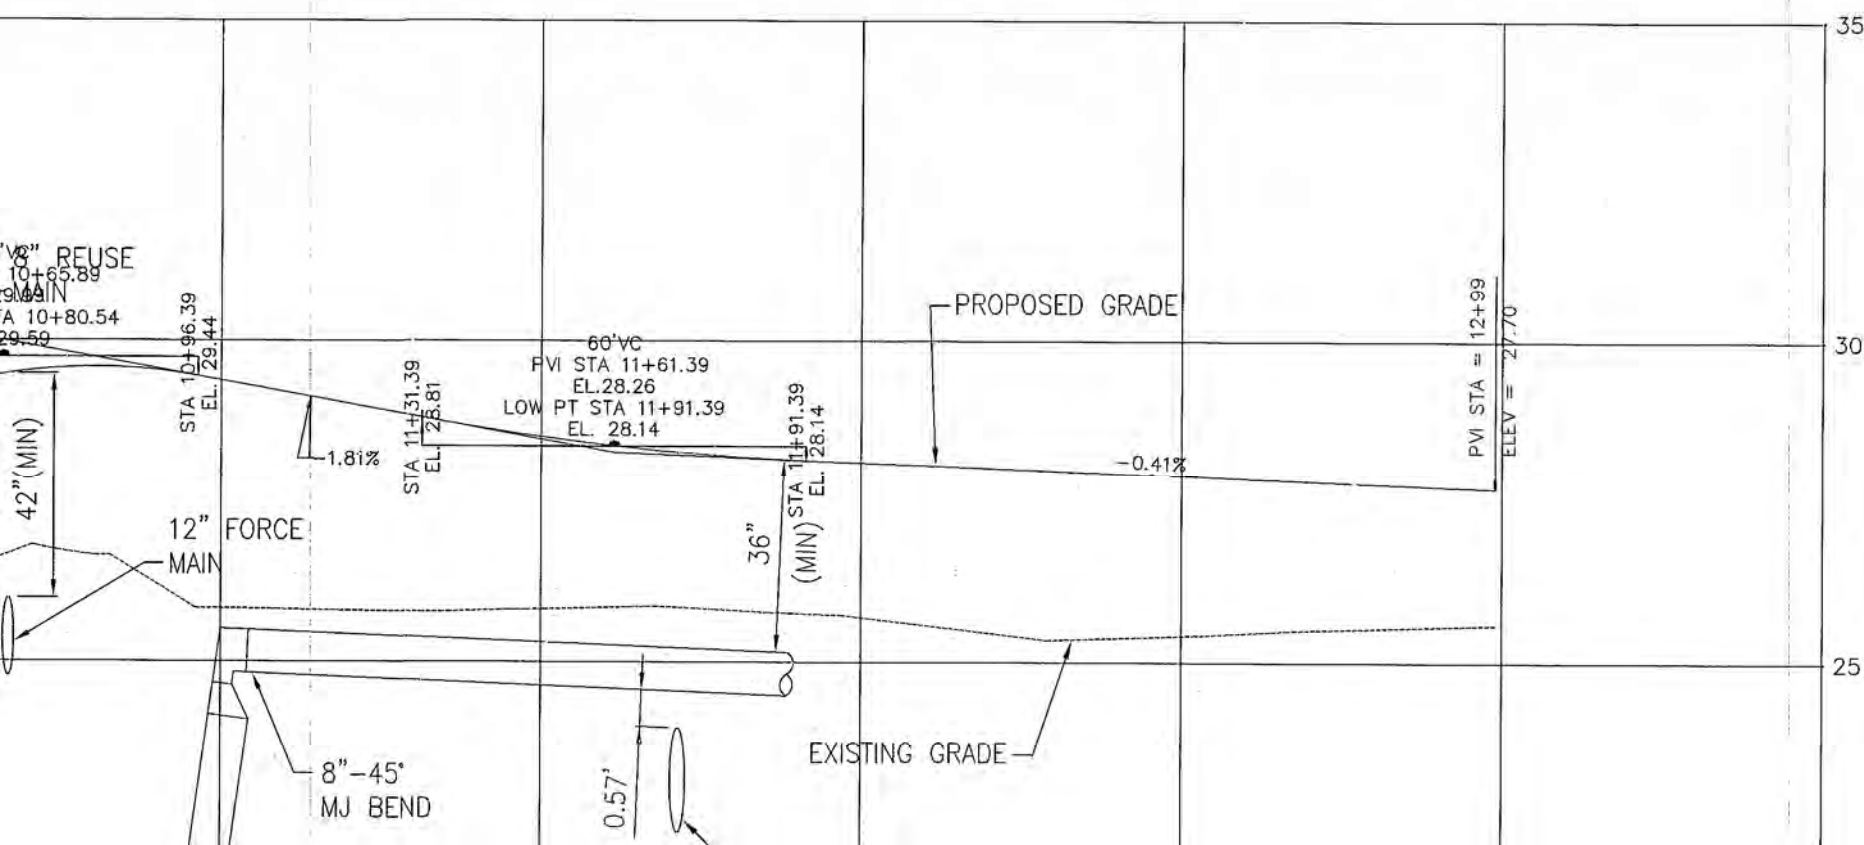 35
8" REUSE
MAIN
10+65.89
10+80.54
29.59
STA 10+96.39
EL. 29.44
42"(MIN)
12" FORCE
MAIN
-1.81%
STA 11+31.39
EL. 28.81
60'VC
PVI STA 11+61.39
EL.28.26
LOW PT STA 11+91.39
EL. 28.14
STA 11+91.39
EL. 28.14
36"
(MIN)
PROPOSED GRADE
-0.41%
PVI STA = 12+99
ELEV = 27.70
30
25
EXISTING GRADE
8"-45°
MJ BEND
0.57'